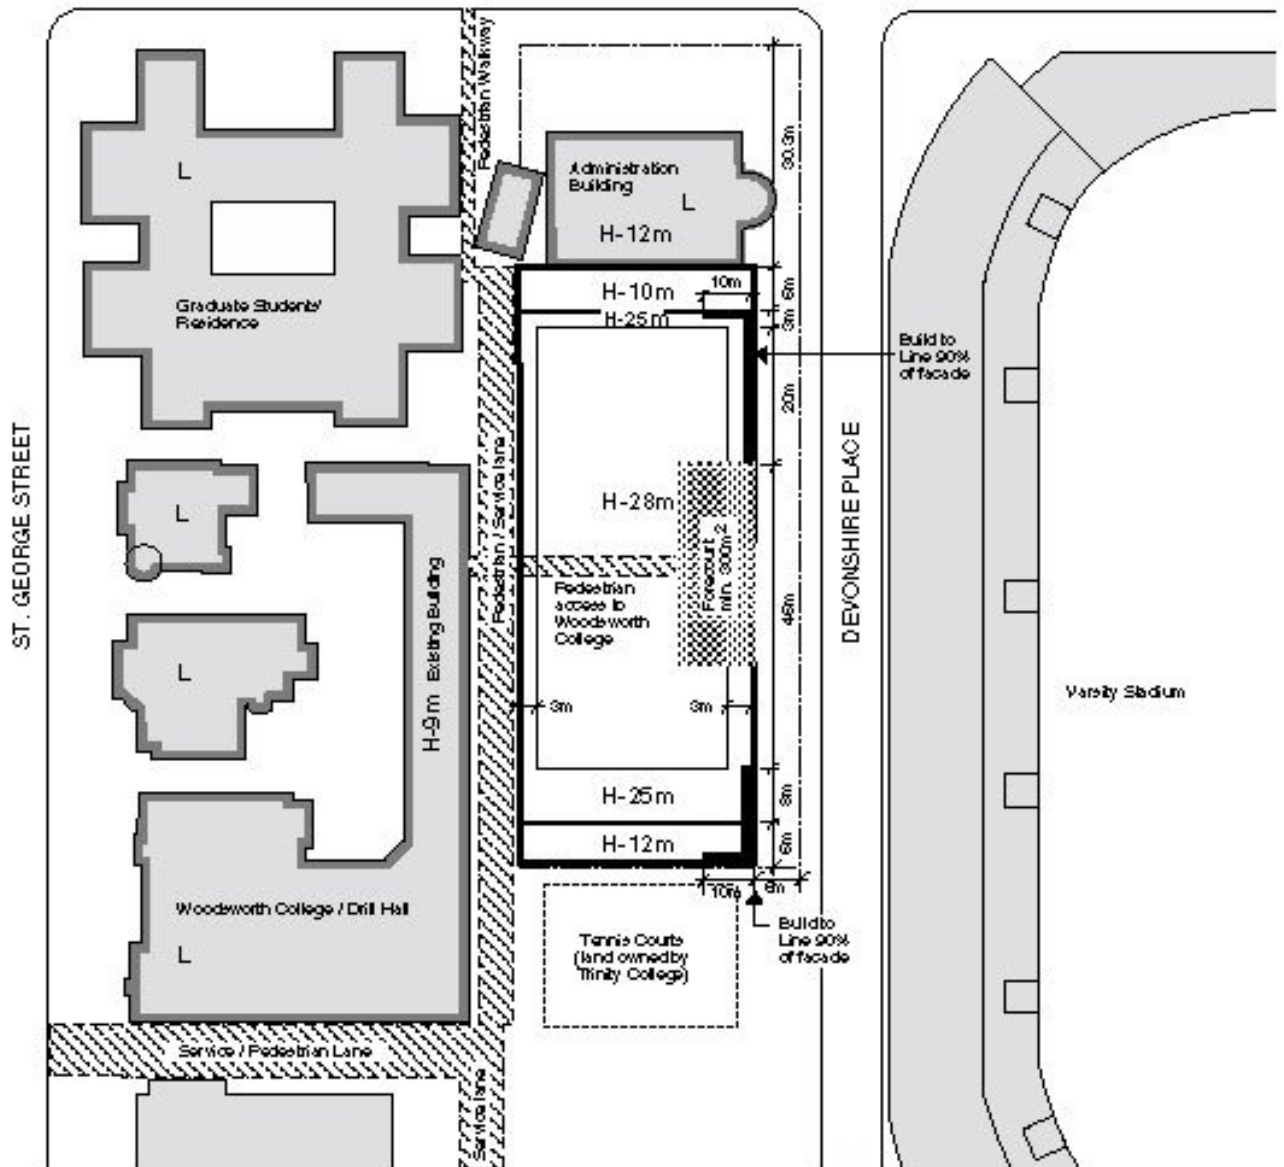 Pedestrian Walkway
30.3m
Administration
Building
L
H-12m
L
10m
H-10m
6m
H-25m
3m
Graduate Students'
Residence
Build to
Line 90%
of facade
20m
ST. GEORGE STREET
DEVONSHIRE PLACE
Pedestrian / Service lane
H-28m
L
Forecourt
min. 300m 2
Pedestrian
access to
Woodsworth
College
46m
H-9m Existing Building
L
Varsity Stadium
3m
3m
H-25m
H-12m
6m
10m
Woodsworth College / Drill Hall
L
Build to
Line 90%
of facade
Tennis Courts
(land owned by
Trinity College)
Service / Pedestrian Lane
Service lane